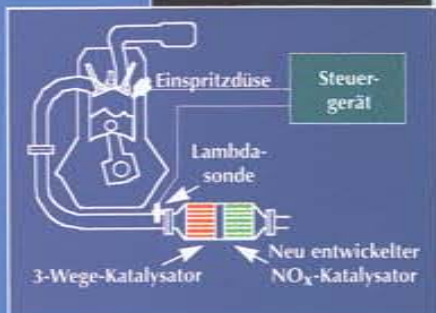 Einspritzdüse
Steuer-
gerät
Lambda-
sonde
3-Wege-Katalysator
Neu entwickelter
NOx-Katalysator